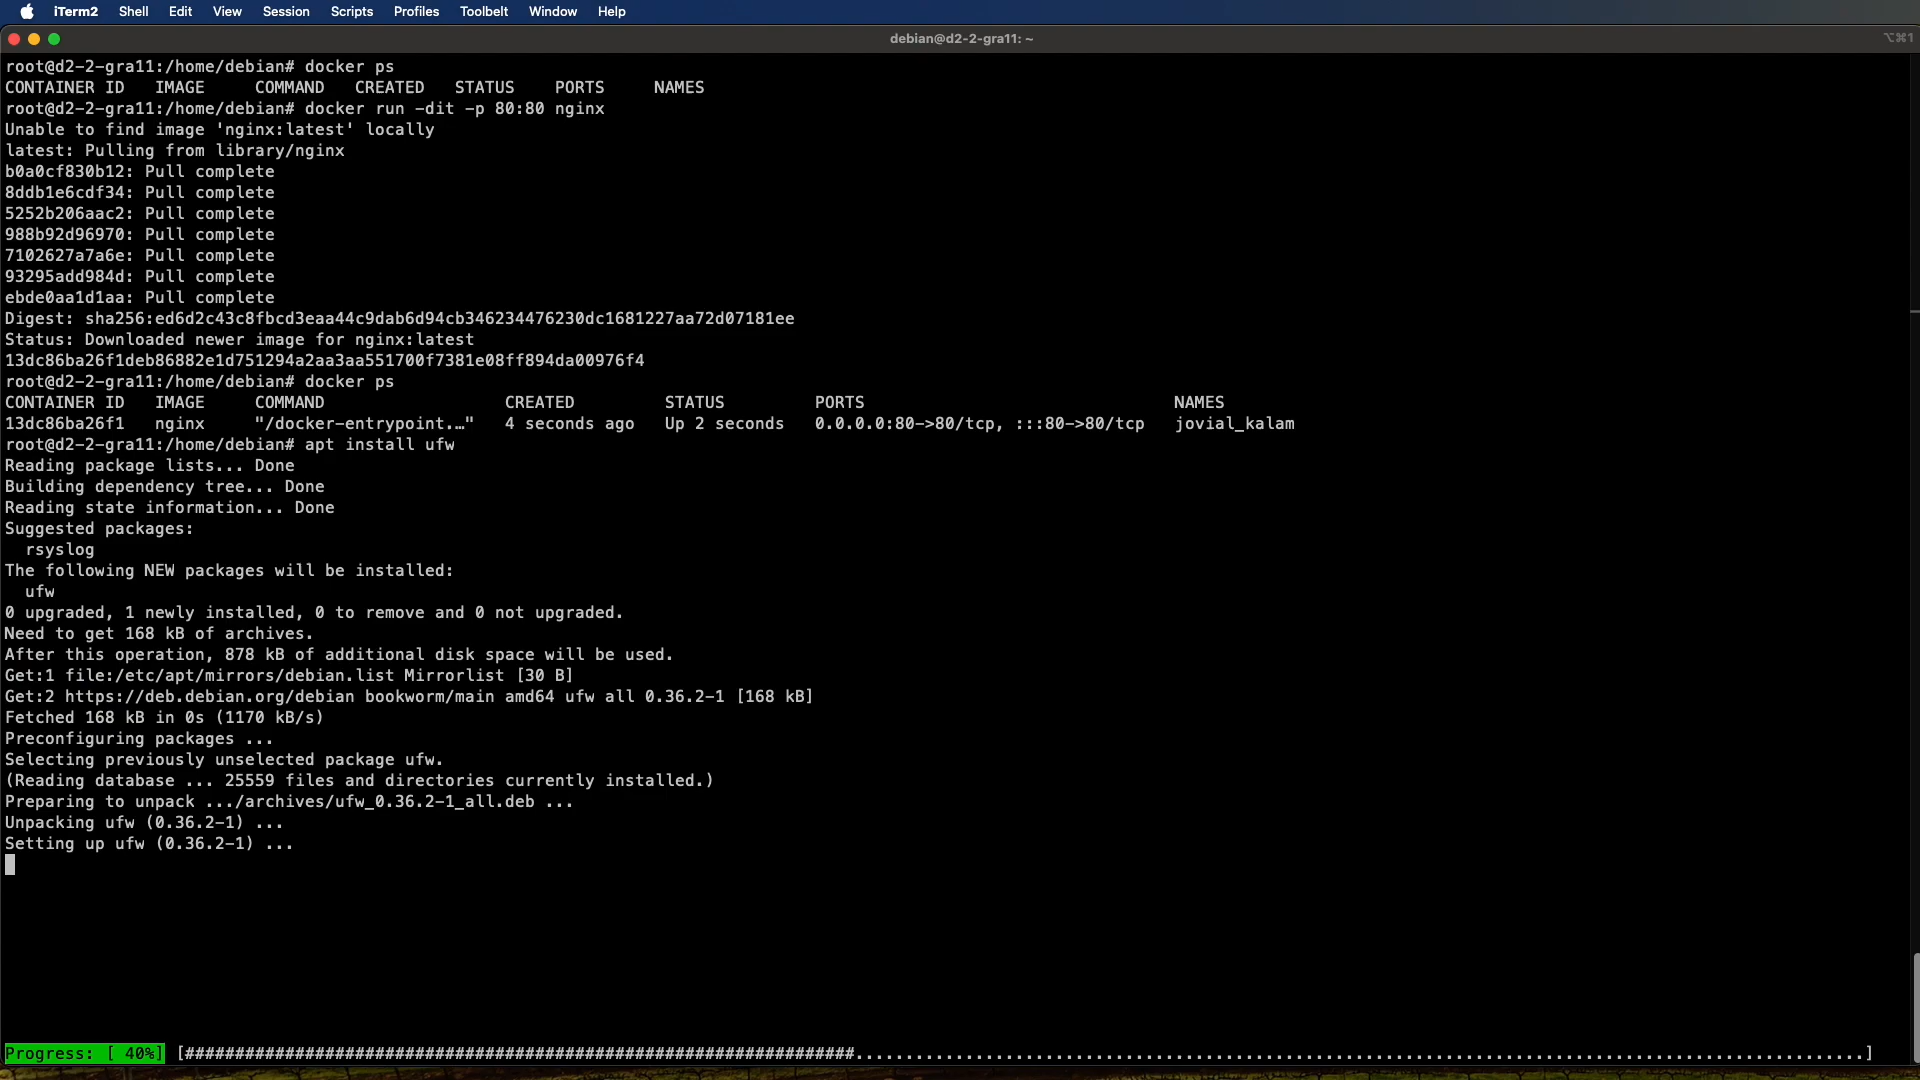 iTerm2 Shell Edit View Session Scripts Profiles Toolbelt Window Help
debian@d2-2-gra11: ~ ⌥⌘1
root@d2-2-gra11:/home/debian# docker ps
CONTAINER ID   IMAGE     COMMAND   CREATED   STATUS    PORTS     NAMES
root@d2-2-gra11:/home/debian# docker run -dit -p 80:80 nginx
Unable to find image 'nginx:latest' locally
latest: Pulling from library/nginx
b0a0cf830b12: Pull complete
8ddb1e6cdf34: Pull complete
5252b206aac2: Pull complete
988b92d96970: Pull complete
7102627a7a6e: Pull complete
93295add984d: Pull complete
ebde0aa1d1aa: Pull complete
Digest: sha256:ed6d2c43c8fbcd3eaa44c9dab6d94cb346234476230dc1681227aa72d07181ee
Status: Downloaded newer image for nginx:latest
13dc86ba26f1deb86882e1d751294a2aa3aa551700f7381e08ff894da00976f4
root@d2-2-gra11:/home/debian# docker ps
CONTAINER ID   IMAGE     COMMAND                  CREATED         STATUS         PORTS                               NAMES
13dc86ba26f1   nginx     "/docker-entrypoint.…"   4 seconds ago   Up 2 seconds   0.0.0.0:80->80/tcp, :::80->80/tcp   jovial_kalam
root@d2-2-gra11:/home/debian# apt install ufw
Reading package lists... Done
Building dependency tree... Done
Reading state information... Done
Suggested packages:
  rsyslog
The following NEW packages will be installed:
  ufw
0 upgraded, 1 newly installed, 0 to remove and 0 not upgraded.
Need to get 168 kB of archives.
After this operation, 878 kB of additional disk space will be used.
Get:1 file:/etc/apt/mirrors/debian.list Mirrorlist [30 B]
Get:2 https://deb.debian.org/debian bookworm/main amd64 ufw all 0.36.2-1 [168 kB]
Fetched 168 kB in 0s (1170 kB/s)
Preconfiguring packages ...
Selecting previously unselected package ufw.
(Reading database ... 25559 files and directories currently installed.)
Preparing to unpack .../archives/ufw_0.36.2-1_all.deb ...
Unpacking ufw (0.36.2-1) ...
Setting up ufw (0.36.2-1) ...
Progress: [ 40%] [###################################################################.....................................................................................................]